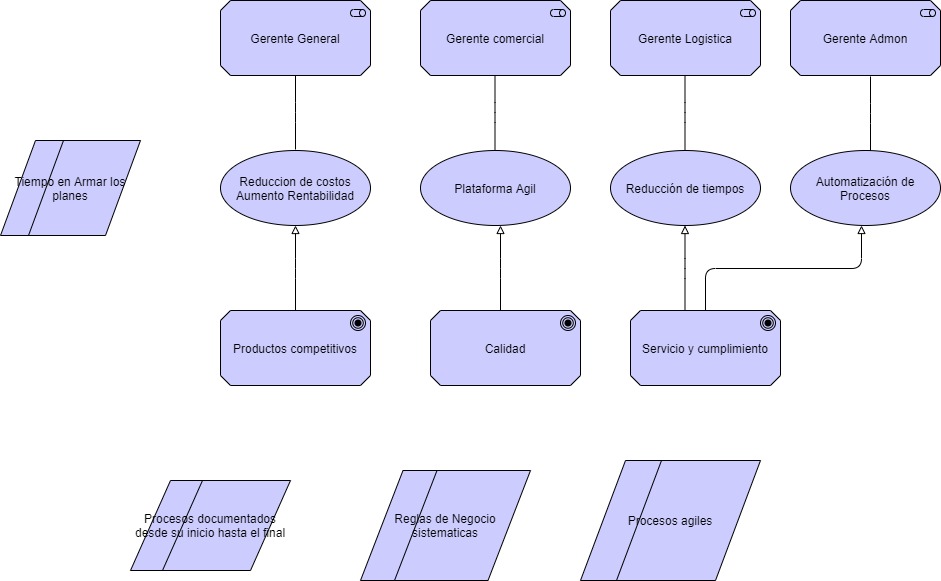 Gerente General
Gerente comercial
Gerente Logistica
Gerente Admon
Tiempo en Armar los
planes
Reduccion de costos
Aumento Rentabilidad
Plataforma Agil
Reducción de tiempos
Automatización de
Procesos
Productos competitivos
Calidad
Servicio y cumplimiento
Procesos documentados
desde su inicio hasta el final
Reglas de Negocio
sistematicas
Procesos agiles